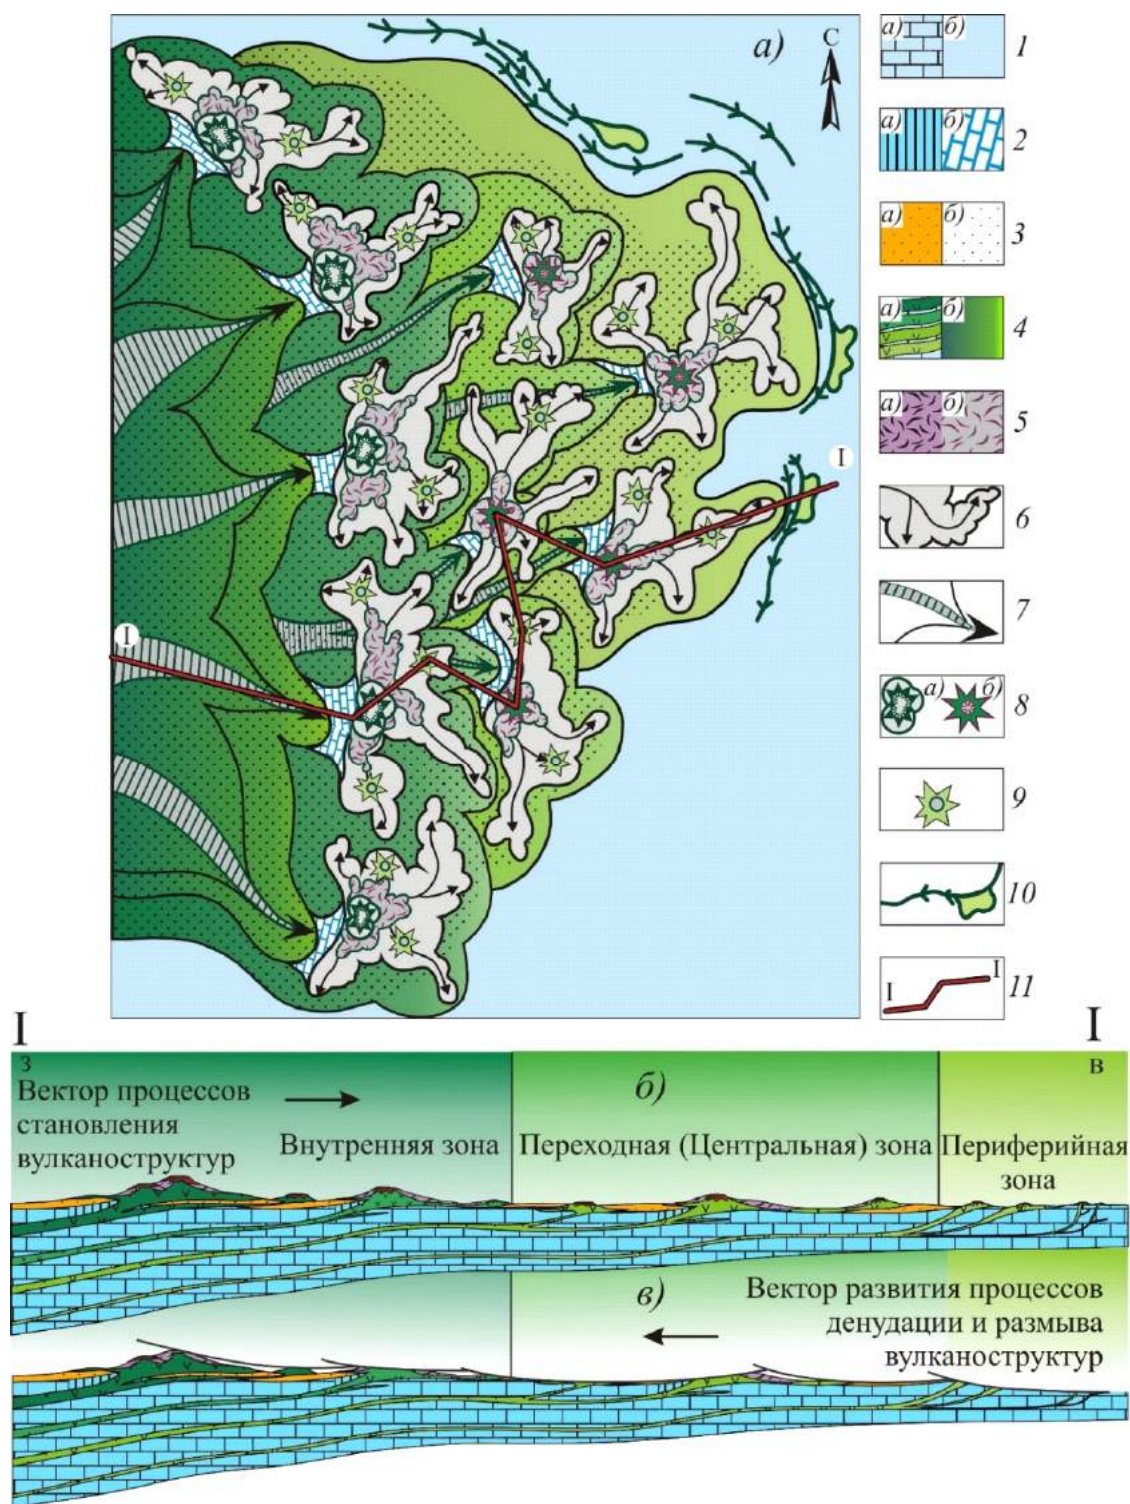 а)
С
I
I
а) б) 1
а) б) 2
а) б) 3
а) б) 4
а) б) 5
6
7
а) б) 8
9
10
I I 11
I I
З В
б)
Вектор процессов
становления
вулканоструктур
Внутренняя зона
Переходная (Центральная) зона
Периферийная
зона
в)
Вектор развития процессов
денудации и размыва
вулканоструктур